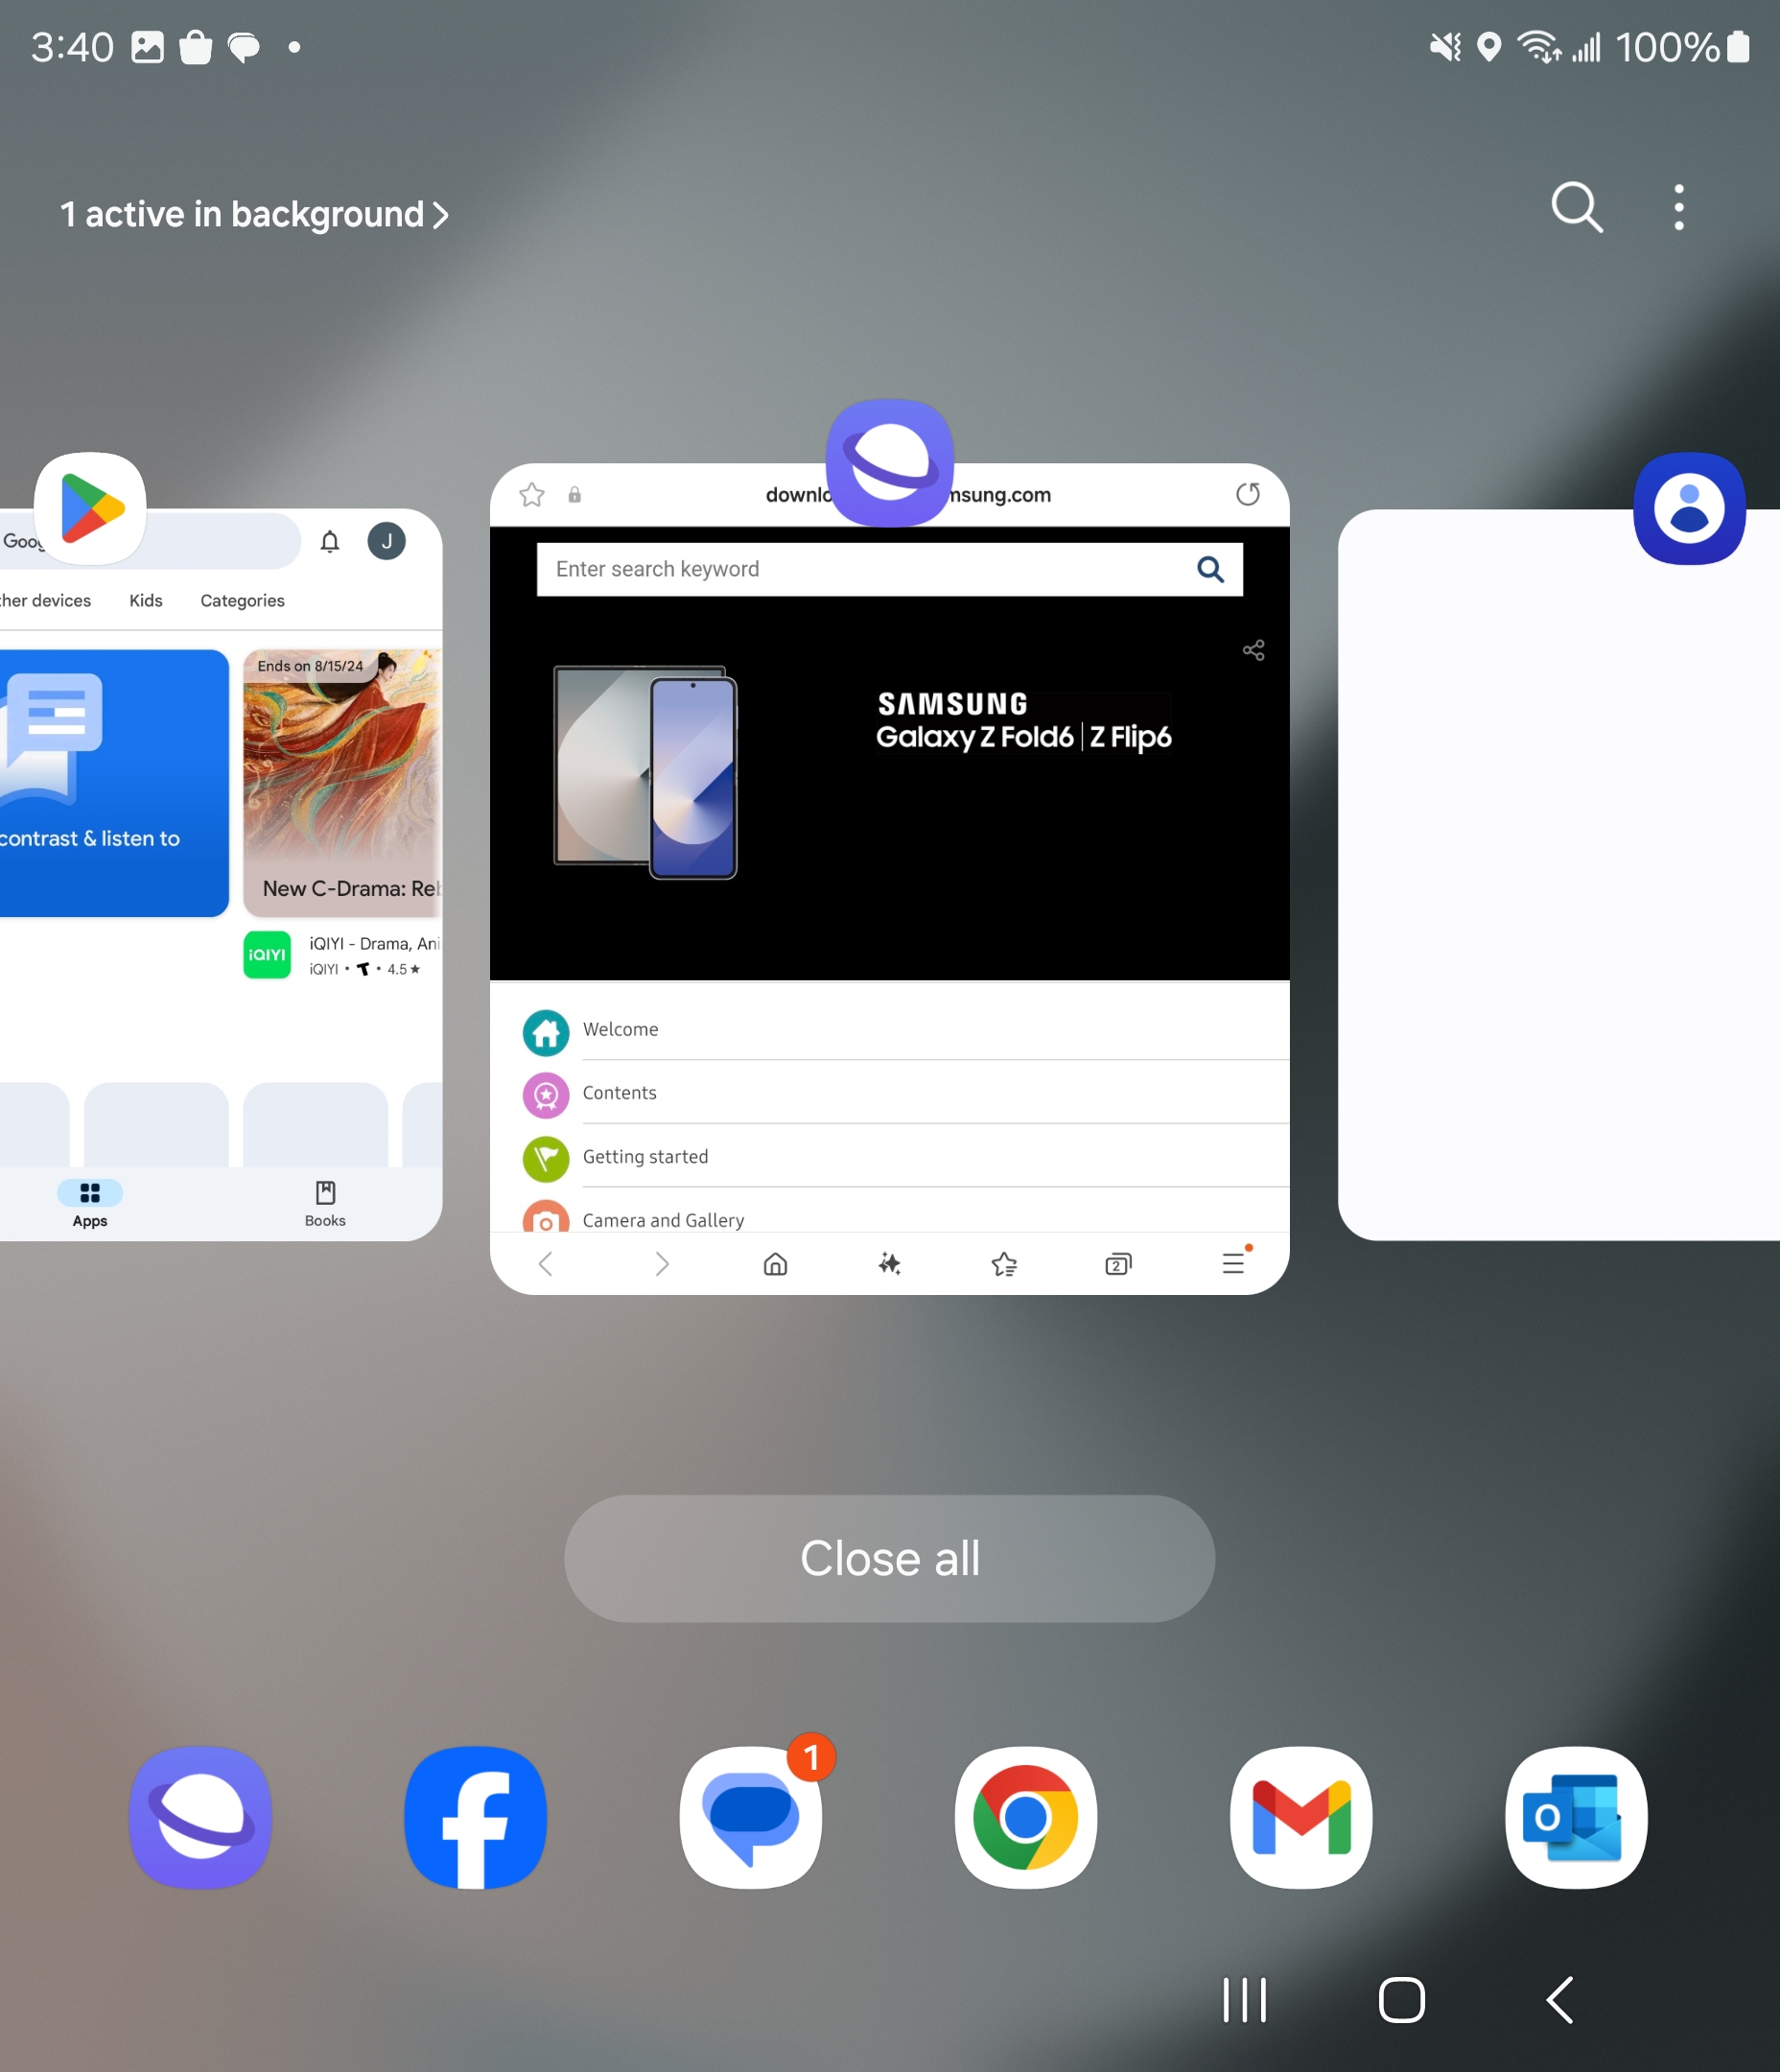 3:40
100%
1 active in background
Goog
J
her devices Kids Categories
contrast & listen to
Ends on 8/15/24
New C-Drama: Re
iQIYI
iQIYI - Drama, Ani
iQIYI • T • 4.5★
Apps
Books
downlo
msung.com
Enter search keyword
SAMSUNG
Galaxy Z Fold6 | Z Flip6
Welcome
Contents
Getting started
Camera and Gallery
2
Close all
1
O